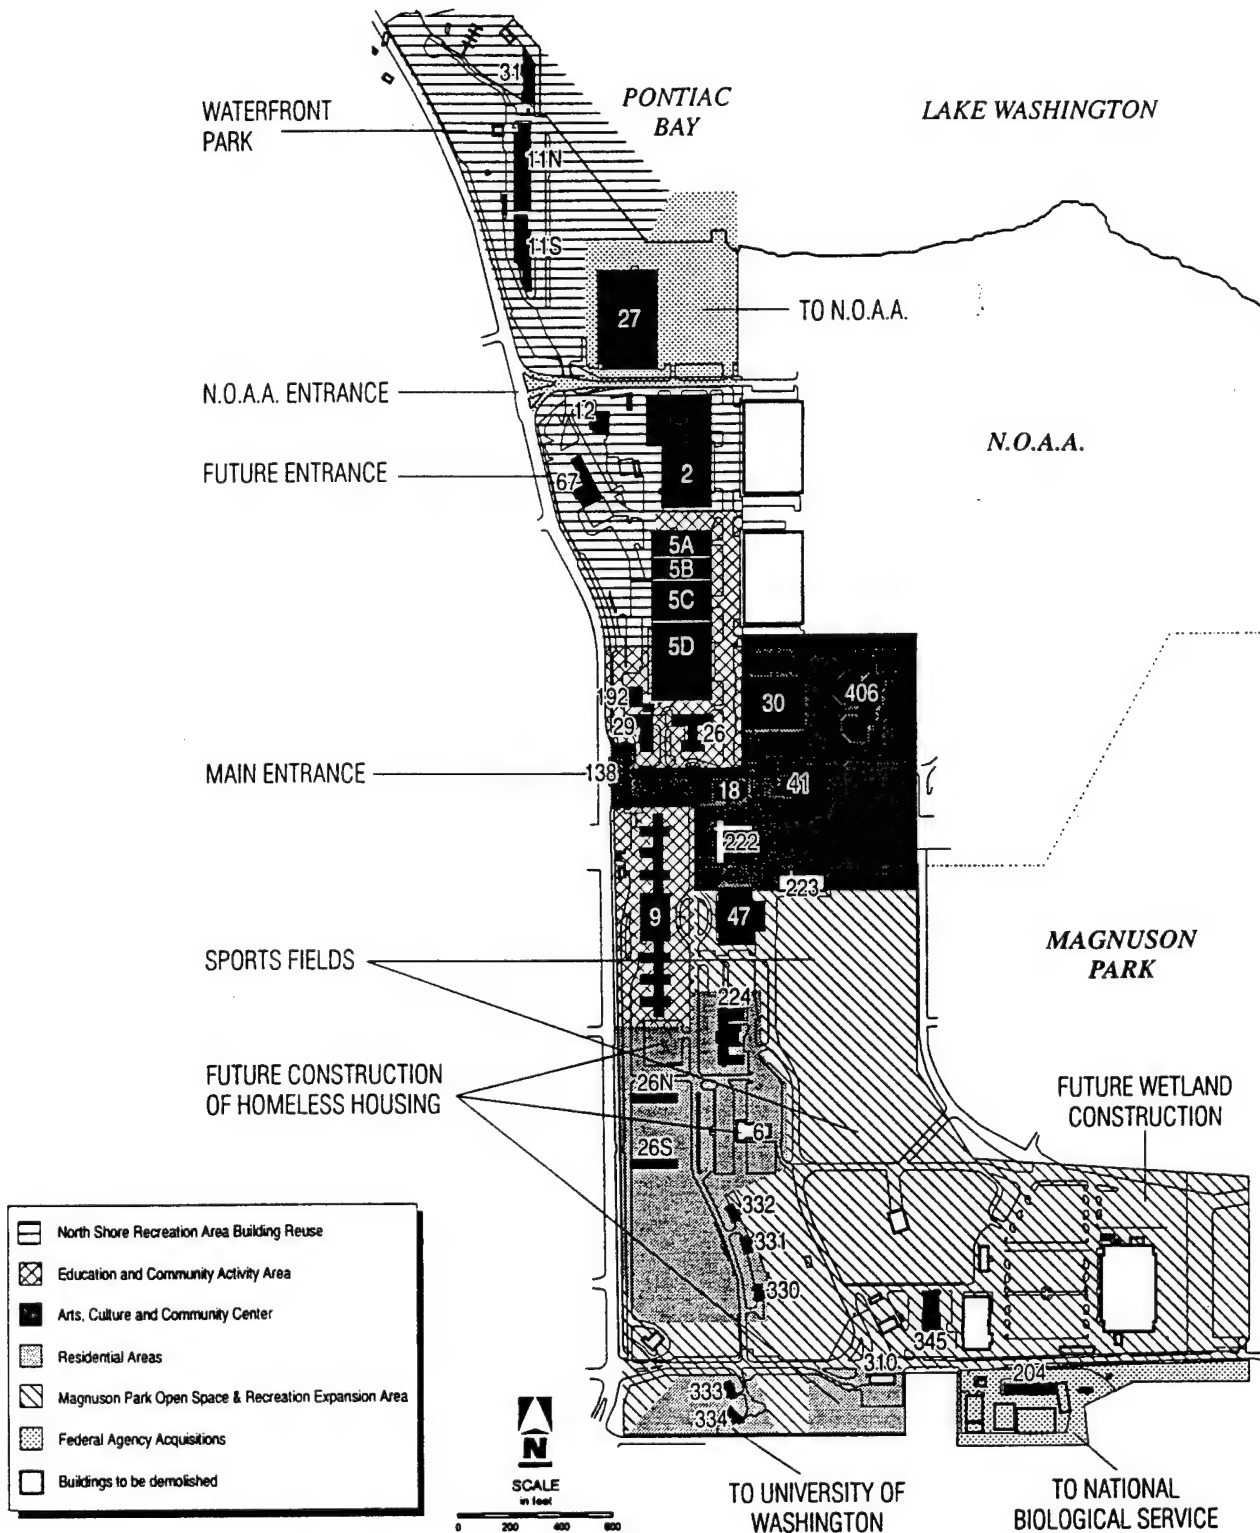 31
PONTIAC
BAY
LAKE WASHINGTON
WATERFRONT
PARK
11N
11S
27
TO N.O.A.A.
N.O.A.A. ENTRANCE
12
N.O.A.A.
FUTURE ENTRANCE
67
2
5A
5B
5C
5D
192
30
406
29
26
MAIN ENTRANCE
138
18
41
222
223
9
47
MAGNUSON
PARK
SPORTS FIELDS
224
FUTURE CONSTRUCTION
OF HOMELESS HOUSING
26N
6
26S
FUTURE WETLAND
CONSTRUCTION
332
331
330
345
310
204
333
334
North Shore Recreation Area Building Reuse
Education and Community Activity Area
Arts, Culture and Community Center
Residential Areas
Magnuson Park Open Space & Recreation Expansion Area
Federal Agency Acquisitions
Buildings to be demolished
N
SCALE
in feet
0 200 400 600 800
TO UNIVERSITY OF
WASHINGTON
TO NATIONAL
BIOLOGICAL SERVICE